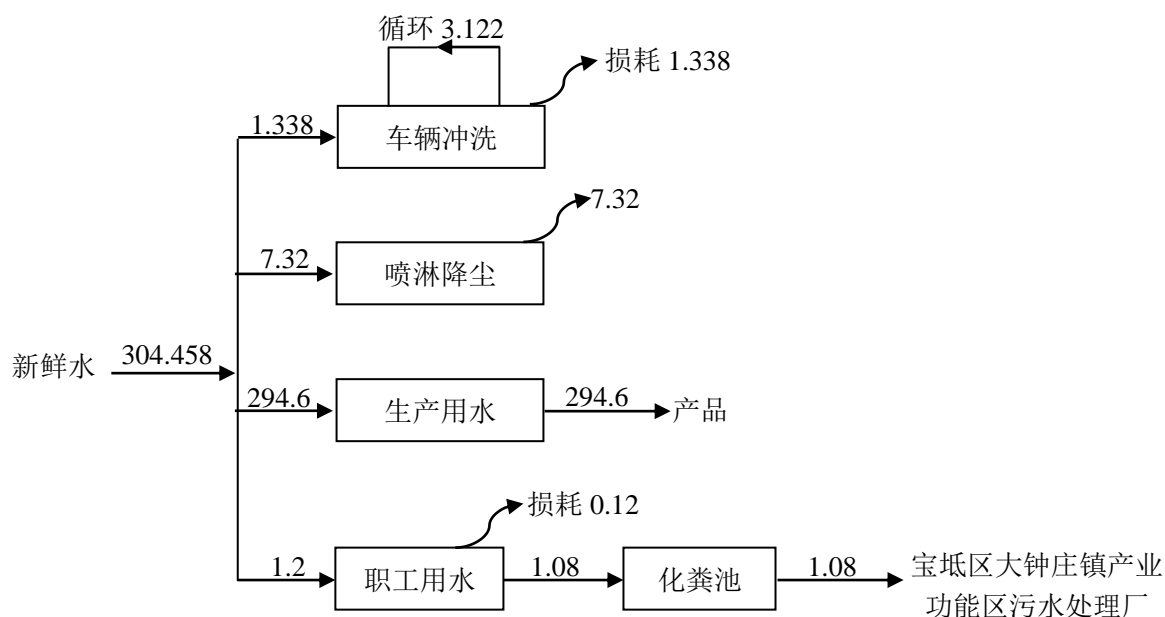 循环 3.122
损耗 1.338
1.338
车辆冲洗
7.32
7.32
喷淋降尘
新鲜水
304.458
294.6
生产用水
294.6
产品
损耗 0.12
1.2
职工用水
1.08
化粪池
1.08
宝坻区大钟庄镇产业
功能区污水处理厂